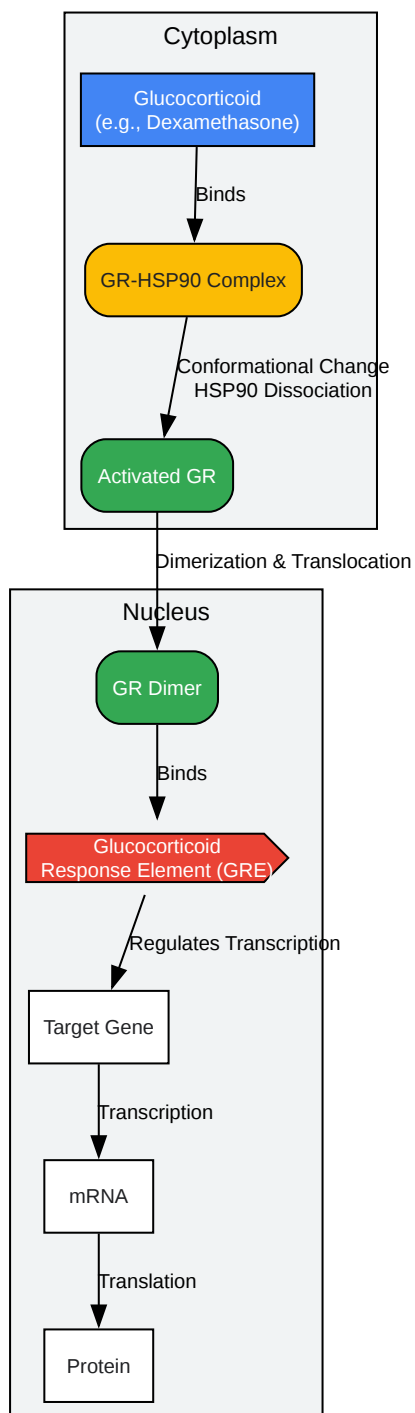 Cytoplasm
Glucocorticoid
(e.g., Dexamethasone)
Binds
GR-HSP90 Complex
Conformational Change
HSP90 Dissociation
Activated GR
Dimerization & Translocation
Nucleus
GR Dimer
Binds
Glucocorticoid
Response Element (GRE)
Regulates Transcription
Target Gene
Transcription
mRNA
Translation
Protein